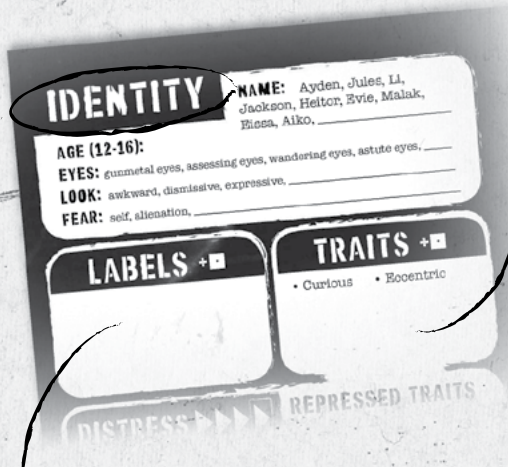 IDENTITY
NAME: Ayden, Jules, Li,
Jackson, Heitor, Evie, Malak,
Eissa, Aiko,
AGE (12-16):
EYES: gunmetal eyes, assessing eyes, wandering eyes, astute eyes,
LOOK: awkward, dismissive, expressive,
FEAR: self, alienation,
LABELS +
TRAITS +
• Curious • Eccentric
DISTRESS
REPRESSED TRAITS